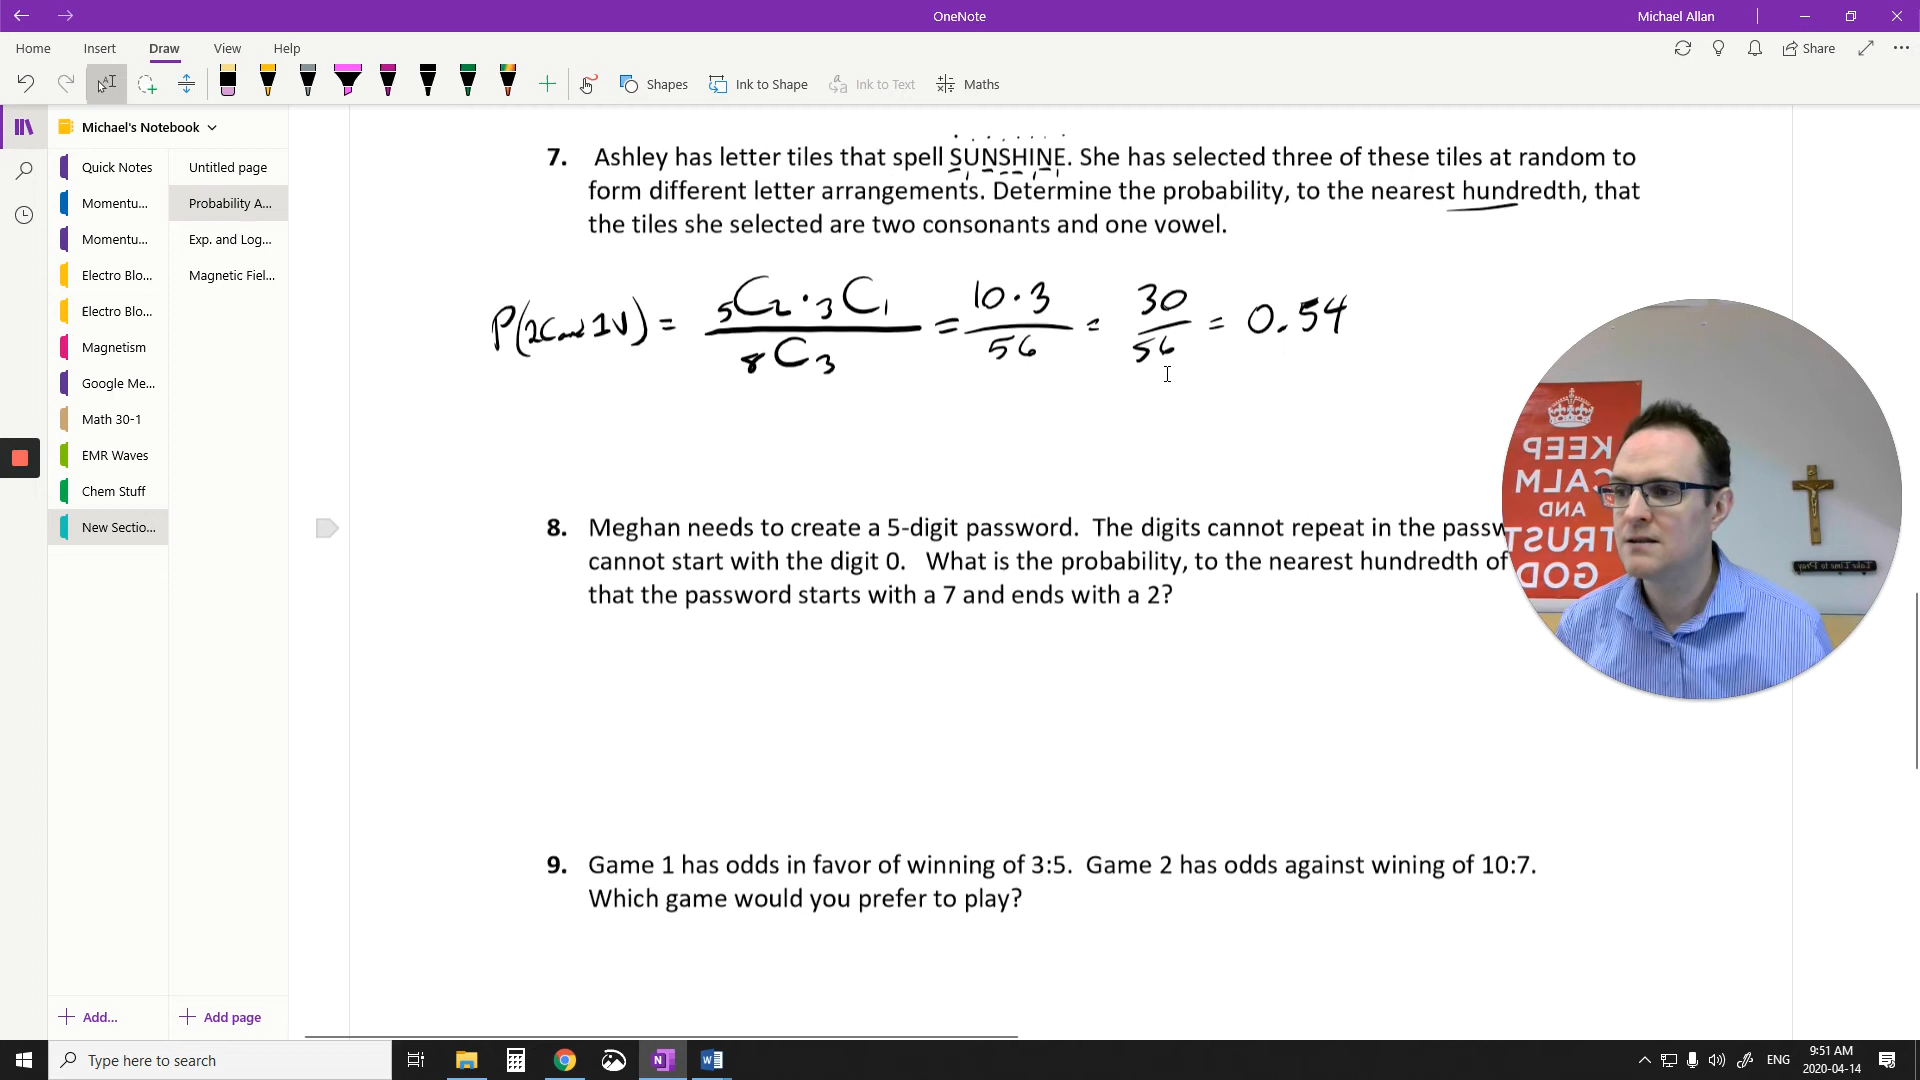 OneNote
Michael Allan
Home Insert Draw View Help
Share
Shapes
Ink to Shape
Ink to Text
Maths
Michael's Notebook
Quick Notes
Momentu...
Momentu...
Electro Blo...
Electro Blo...
Magnetism
Google Me...
Math 30-1
EMR Waves
Chem Stuff
New Sectio...
Add...
Untitled page
Probability A...
Exp. and Log...
Magnetic Fiel...
Add page
7. Ashley has letter tiles that spell SUNSHINE. She has selected three of these tiles at random to
form different letter arrangements. Determine the probability, to the nearest hundredth, that
the tiles she selected are two consonants and one vowel.
P(2C and 1V) = 5C2 · 3C1 / 8C3 = 10 · 3 / 56 = 30 / 56 = 0.54
8. Meghan needs to create a 5-digit password. The digits cannot repeat in the passw
cannot start with the digit 0. What is the probability, to the nearest hundredth of
that the password starts with a 7 and ends with a 2?
9. Game 1 has odds in favor of winning of 3:5. Game 2 has odds against wining of 10:7.
Which game would you prefer to play?
KEEP
CALM
AND
TRUST
GOD
Take Time to Pray
Type here to search
ENG
9:51 AM
2020-04-14